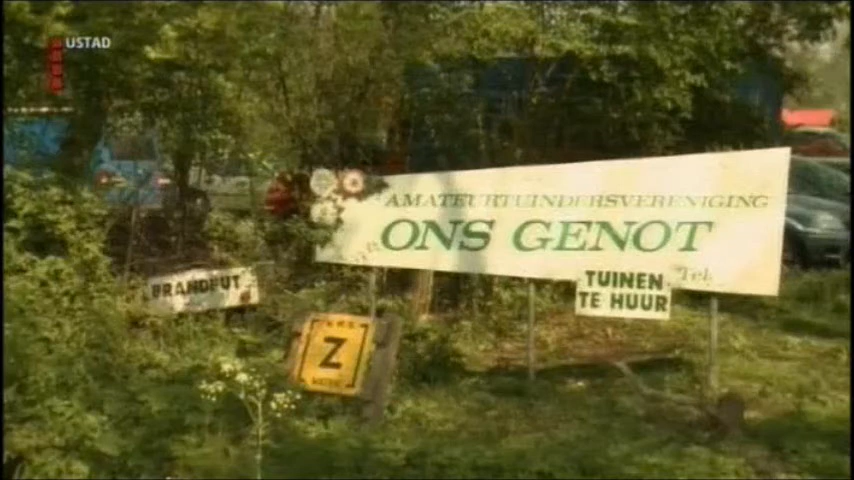 USTAD
AMATEURTUINDERSVERENIGING
ONS GENOT
Tel.
TUINEN
TE HUUR
BRANDPUT
Z